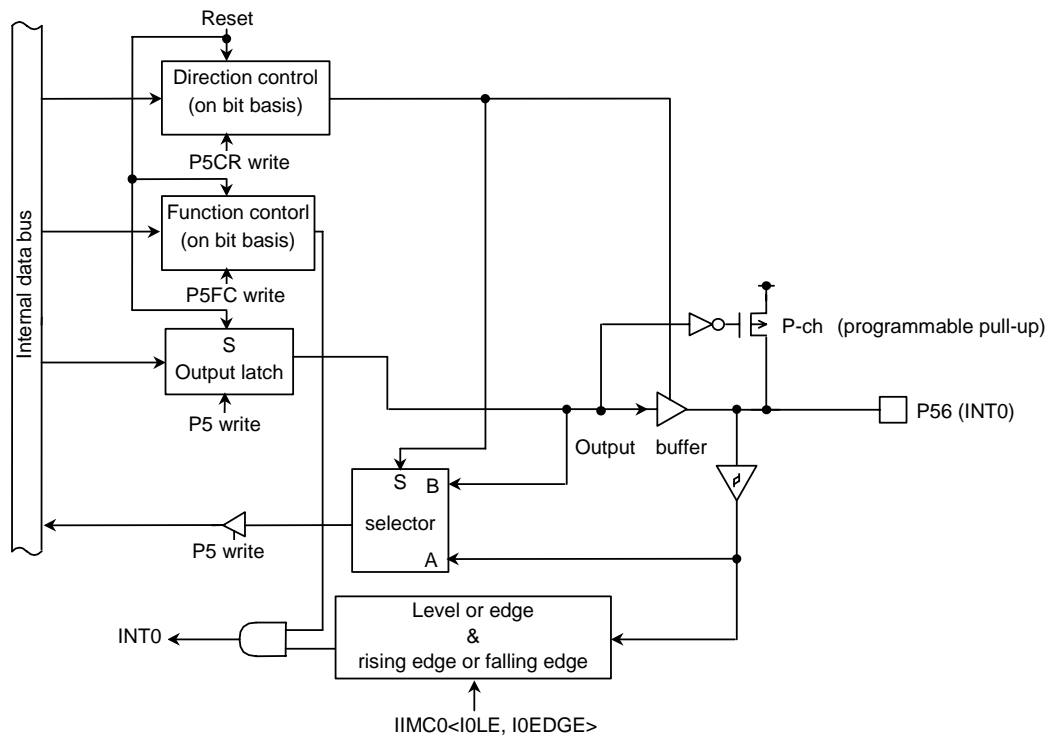 Reset
Direction control
(on bit basis)
P5CR write
Internal data bus
Function contorl
(on bit basis)
P5FC write
S
Output latch
P5 write
P-ch (programmable pull-up)
P56 (INT0)
Output buffer
S
B
selector
A
P5 write
Level or edge
&
rising edge or falling edge
INT0
IIMC0<I0LE, I0EDGE>